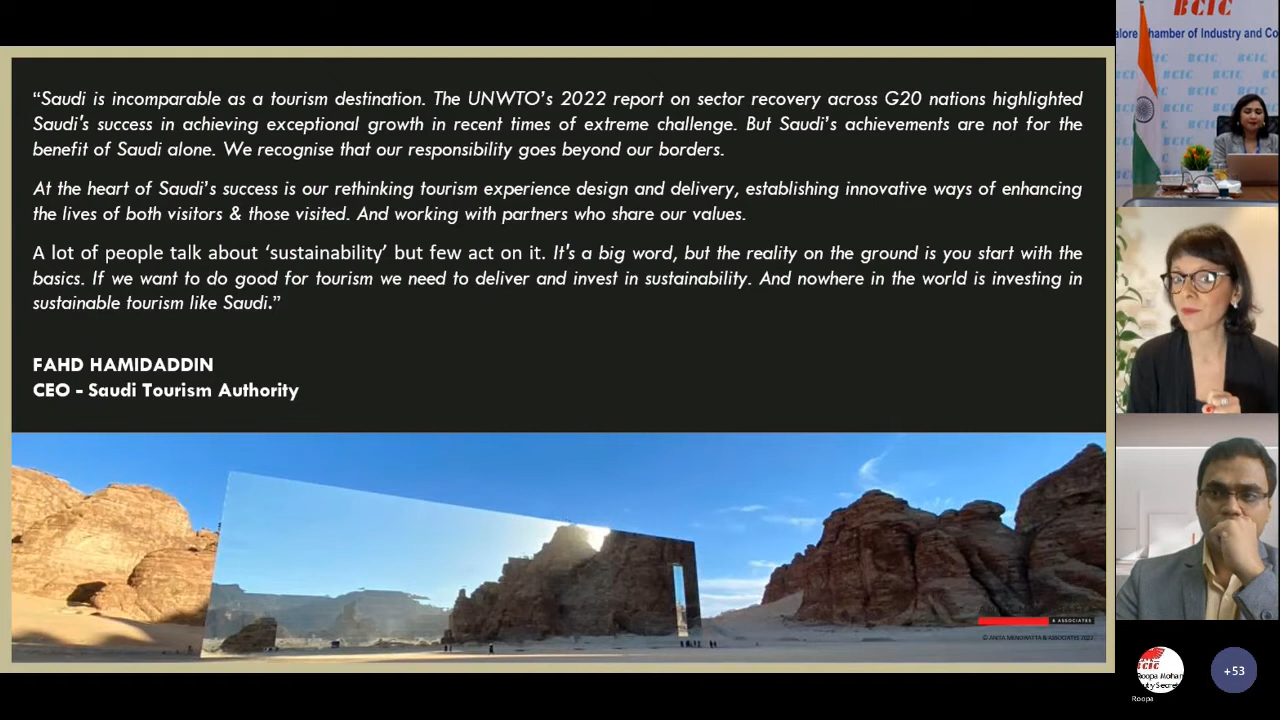 “Saudi is incomparable as a tourism destination. The UNWTO’s 2022 report on sector recovery across G20 nations highlighted
Saudi’s success in achieving exceptional growth in recent times of extreme challenge. But Saudi’s achievements are not for the
benefit of Saudi alone. We recognise that our responsibility goes beyond our borders.
At the heart of Saudi’s success is our rethinking tourism experience design and delivery, establishing innovative ways of enhancing
the lives of both visitors & those visited. And working with partners who share our values.
A lot of people talk about ‘sustainability’ but few act on it. It’s a big word, but the reality on the ground is you start with the
basics. If we want to do good for tourism we need to deliver and invest in sustainability. And nowhere in the world is investing in
sustainable tourism like Saudi.”
FAHD HAMIDADDIN
CEO - Saudi Tourism Authority
& ASSOCIATES
© ANITA MENDIRATTA & ASSOCIATES
BCIC
alore Chamber of Industry and Co
BCIC BCIC BCIC
BCIC
Roopa Mohan
uty Secret
Roopa
+53